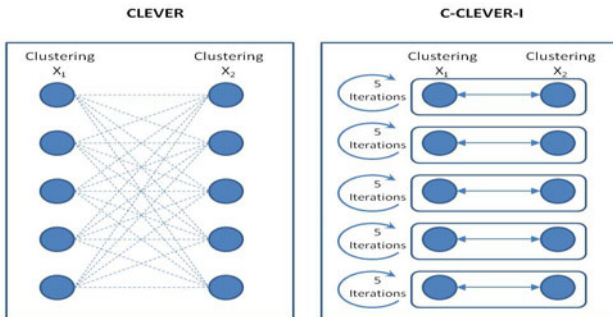 CLEVER
Clustering
X₁
Clustering
X₂
C-CLEVER-I
Clustering
X₁
Clustering
X₂
5
Iterations
5
Iterations
5
Iterations
5
Iterations
5
Iterations